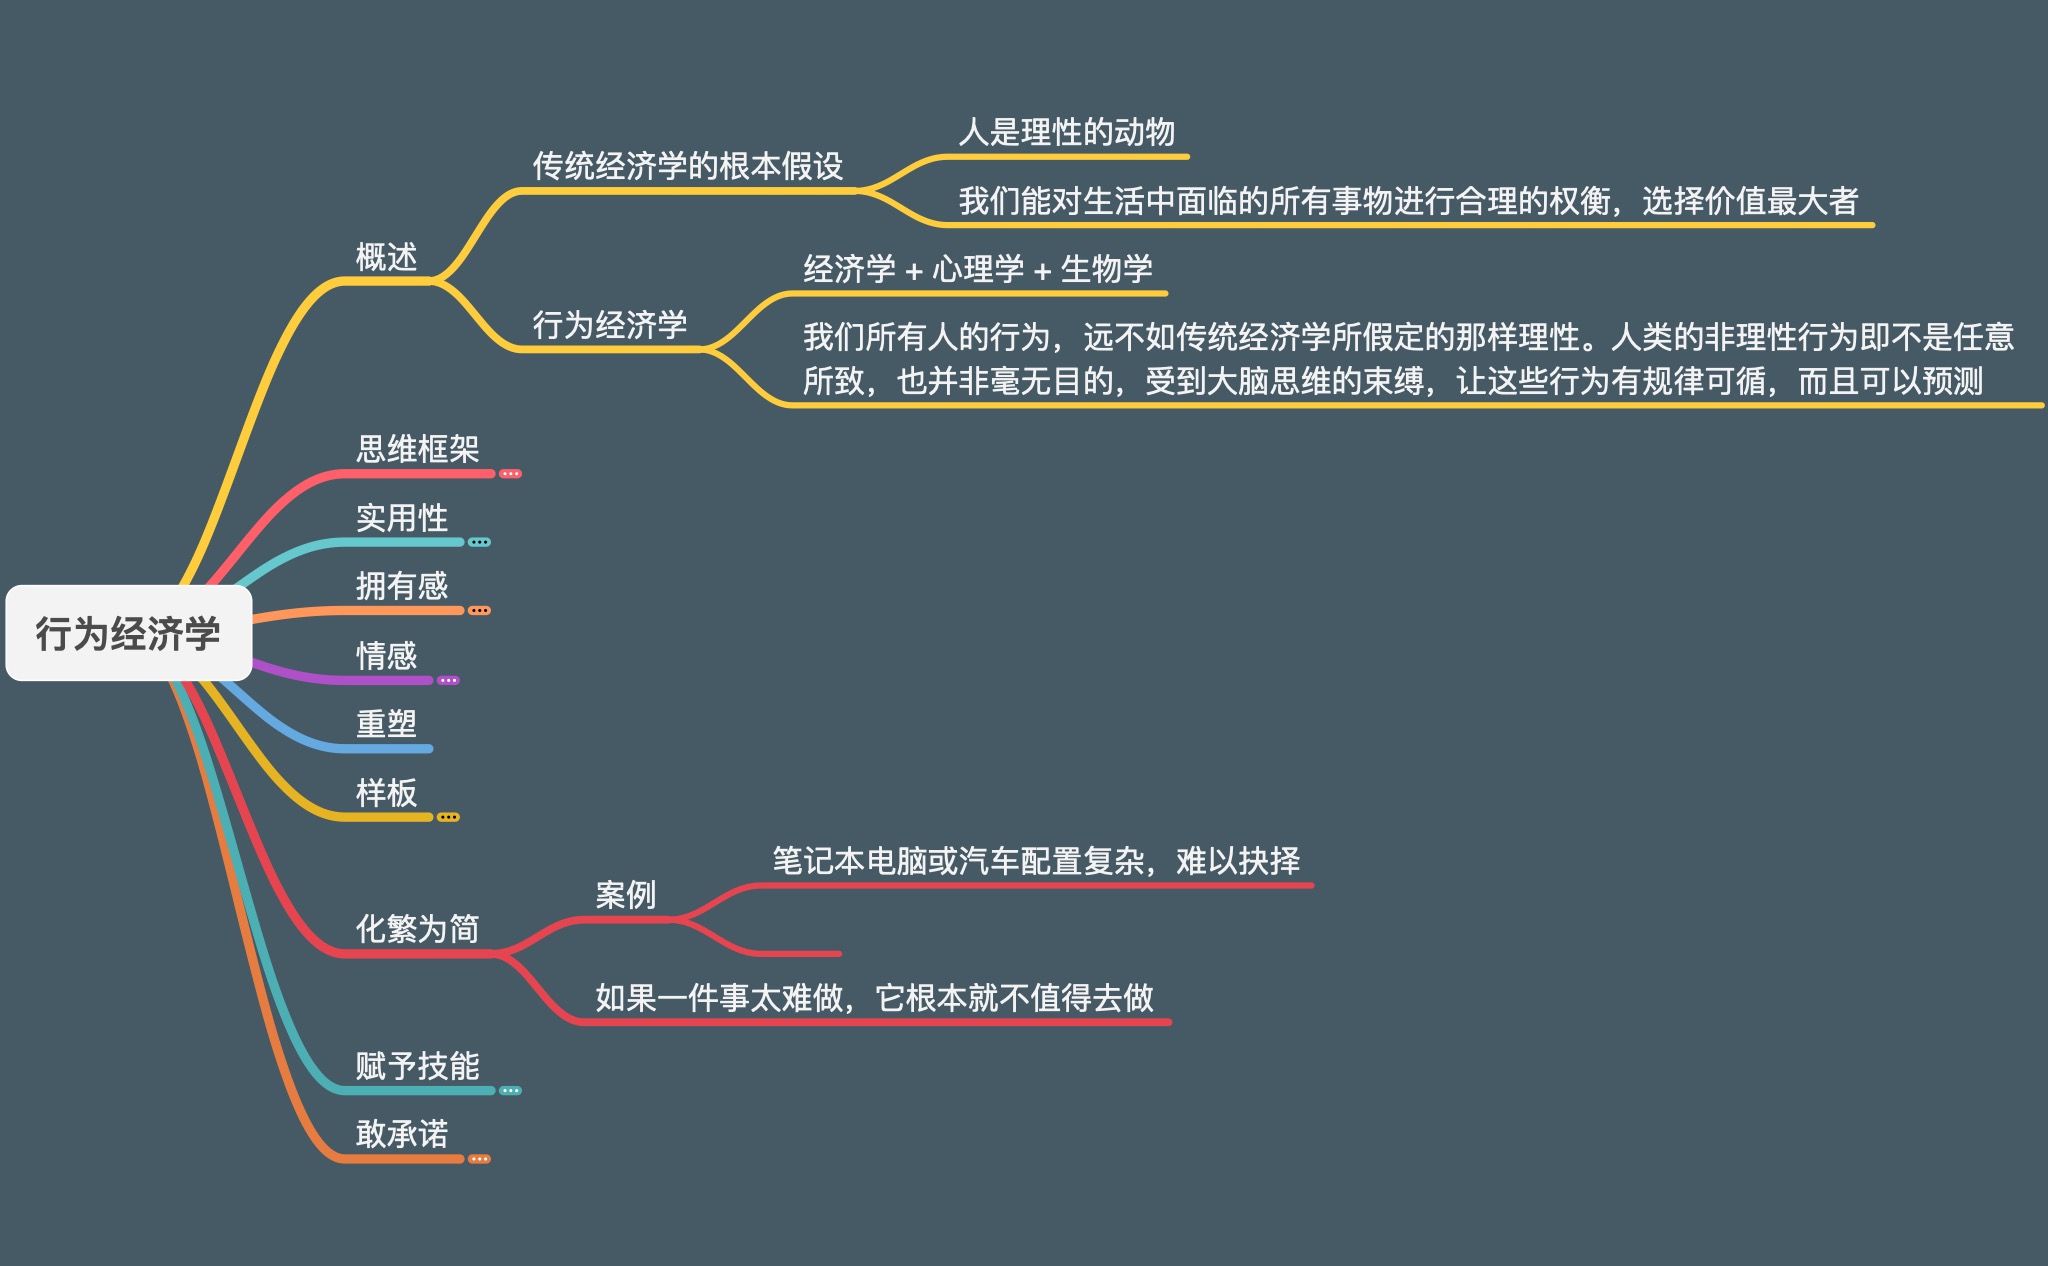 人是理性的动物
传统经济学的根本假设
我们能对生活中面临的所有事物进行合理的权衡，选择价值最大者
概述
经济学 + 心理学 + 生物学
行为经济学
我们所有人的行为，远不如传统经济学所假定的那样理性。人类的非理性行为即不是任意
所致，也并非毫无目的，受到大脑思维的束缚，让这些行为有规律可循，而且可以预测
思维框架
实用性
拥有感
行为经济学
情感
重塑
样板
笔记本电脑或汽车配置复杂，难以抉择
案例
化繁为简
如果一件事太难做，它根本就不值得去做
赋予技能
敢承诺